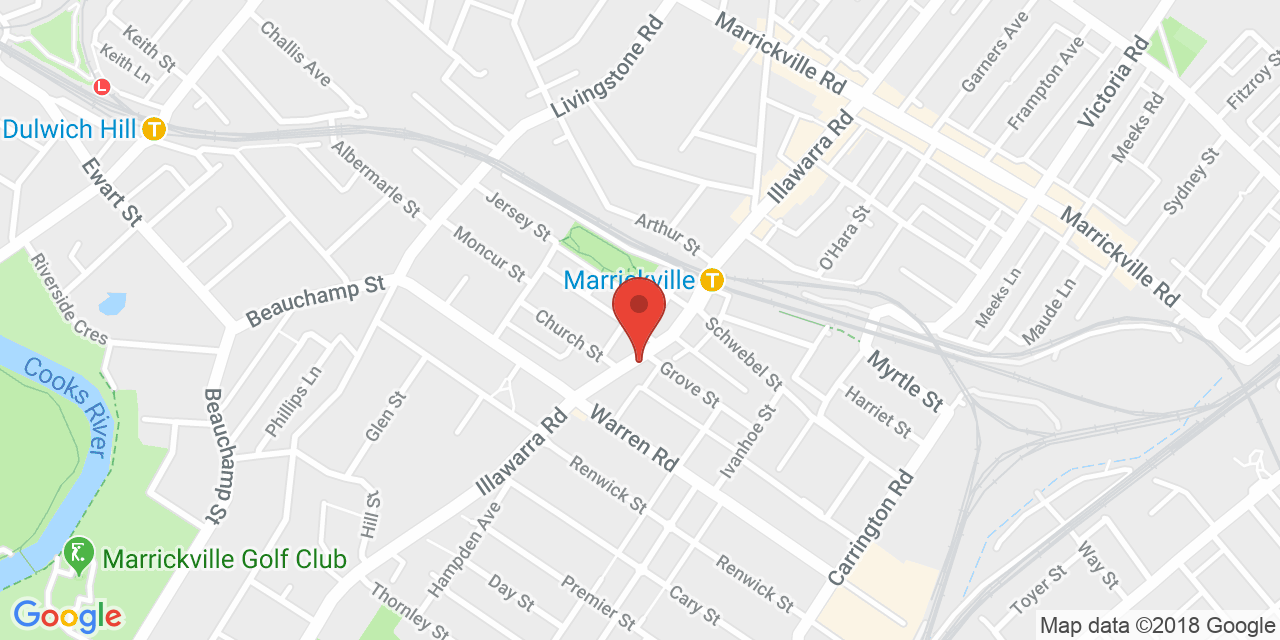 Marrickville Rd
Livingstone Rd
Challis Ave
Keith St
Keith Ln
L
Dulwich Hill T
Garners Ave
Frampton Ave
Victoria Rd
Meeks Rd
Fitzroy St
Sydney St
Illawarra Rd
Ewart St
Albermarle St
Jersey St
Moncur St
Arthur St
O'Hara St
Marrickville Rd
Marrickville T
Meeks Ln
Maude Ln
Riverside Cres
Beauchamp St
Church St
Schwebel St
Grove St
Myrtle St
Harriet St
Cooks River
Beauchamp St
Phillips Ln
Glen St
Illawarra Rd
Warren Rd
Ivanhoe St
Renwick St
Hill St
Hampden Ave
Carrington Rd
Marrickville Golf Club
Thornley St
Day St
Premier St
Cary St
Renwick St
Way St
Toyer St
Google
Map data ©2018 Google